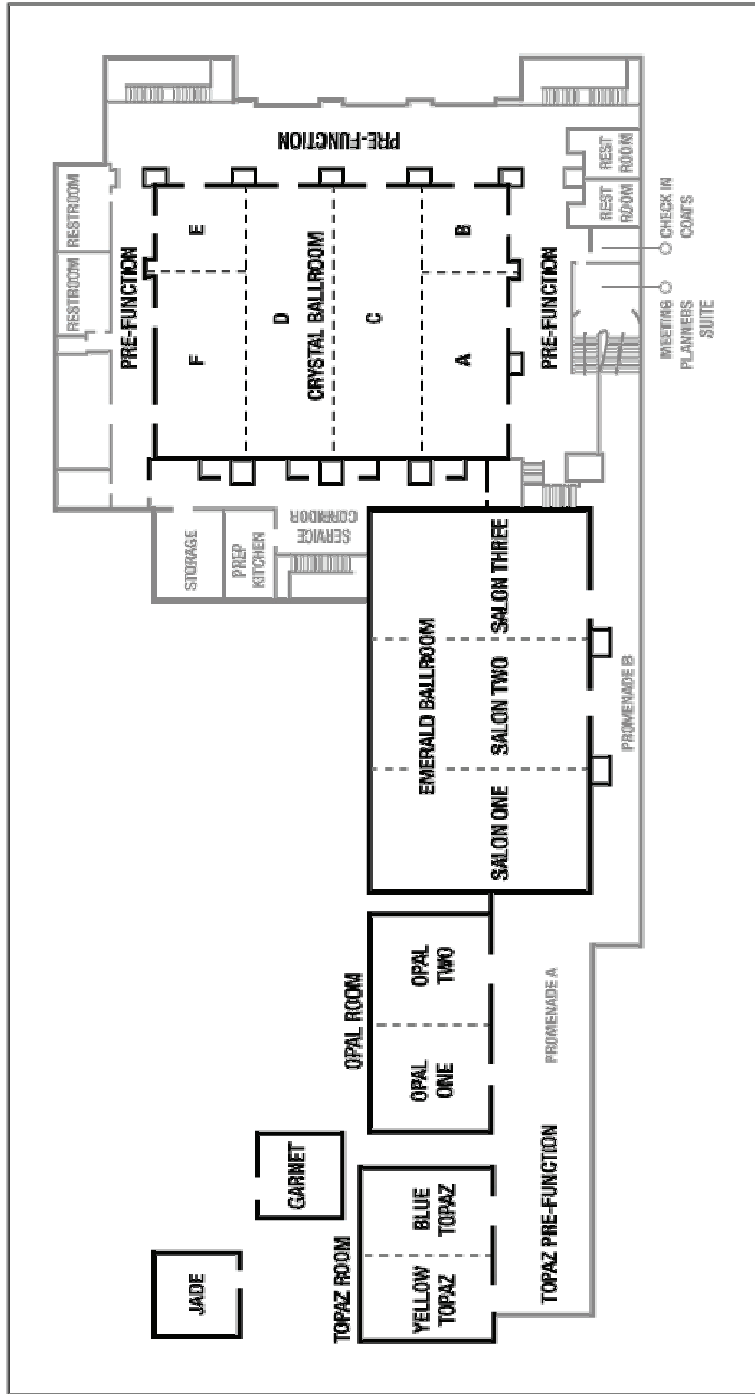 RESTROOM
RESTROOM
PRE-FUNCTION
PRE-FUNCTION
E
F
D
CRYSTAL BALLROOM
C
B
A
PRE-FUNCTION
REST
ROOM
REST
ROOM
CHECK IN
COATS
MEETING
PLANNERS
SUITE
STORAGE
PREP
KITCHEN
SERVICE
CORRIDOR
EMERALD BALLROOM
SALON ONE
SALON TWO
SALON THREE
PROMENADE B
OPAL ROOM
OPAL
ONE
OPAL
TWO
PROMENADE A
GARNET
JADE
TOPAZ ROOM
YELLOW
TOPAZ
BLUE
TOPAZ
TOPAZ PRE-FUNCTION